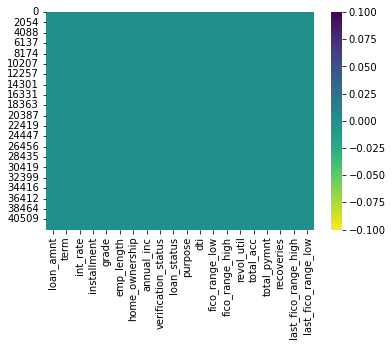 0
2054
4088
6137
8174
10207
12257
14301
16331
18363
20387
22419
24447
26456
28435
30419
32399
34416
36412
38464
40509
0.100
0.075
0.050
0.025
0.000
−0.025
−0.050
−0.075
−0.100
loan_amnt
term
int_rate
installment
grade
emp_length
home_ownership
annual_inc
verification_status
loan_status
purpose
dti
fico_range_low
fico_range_high
revol_util
total_acc
total_pymnt
recoveries
last_fico_range_high
last_fico_range_low